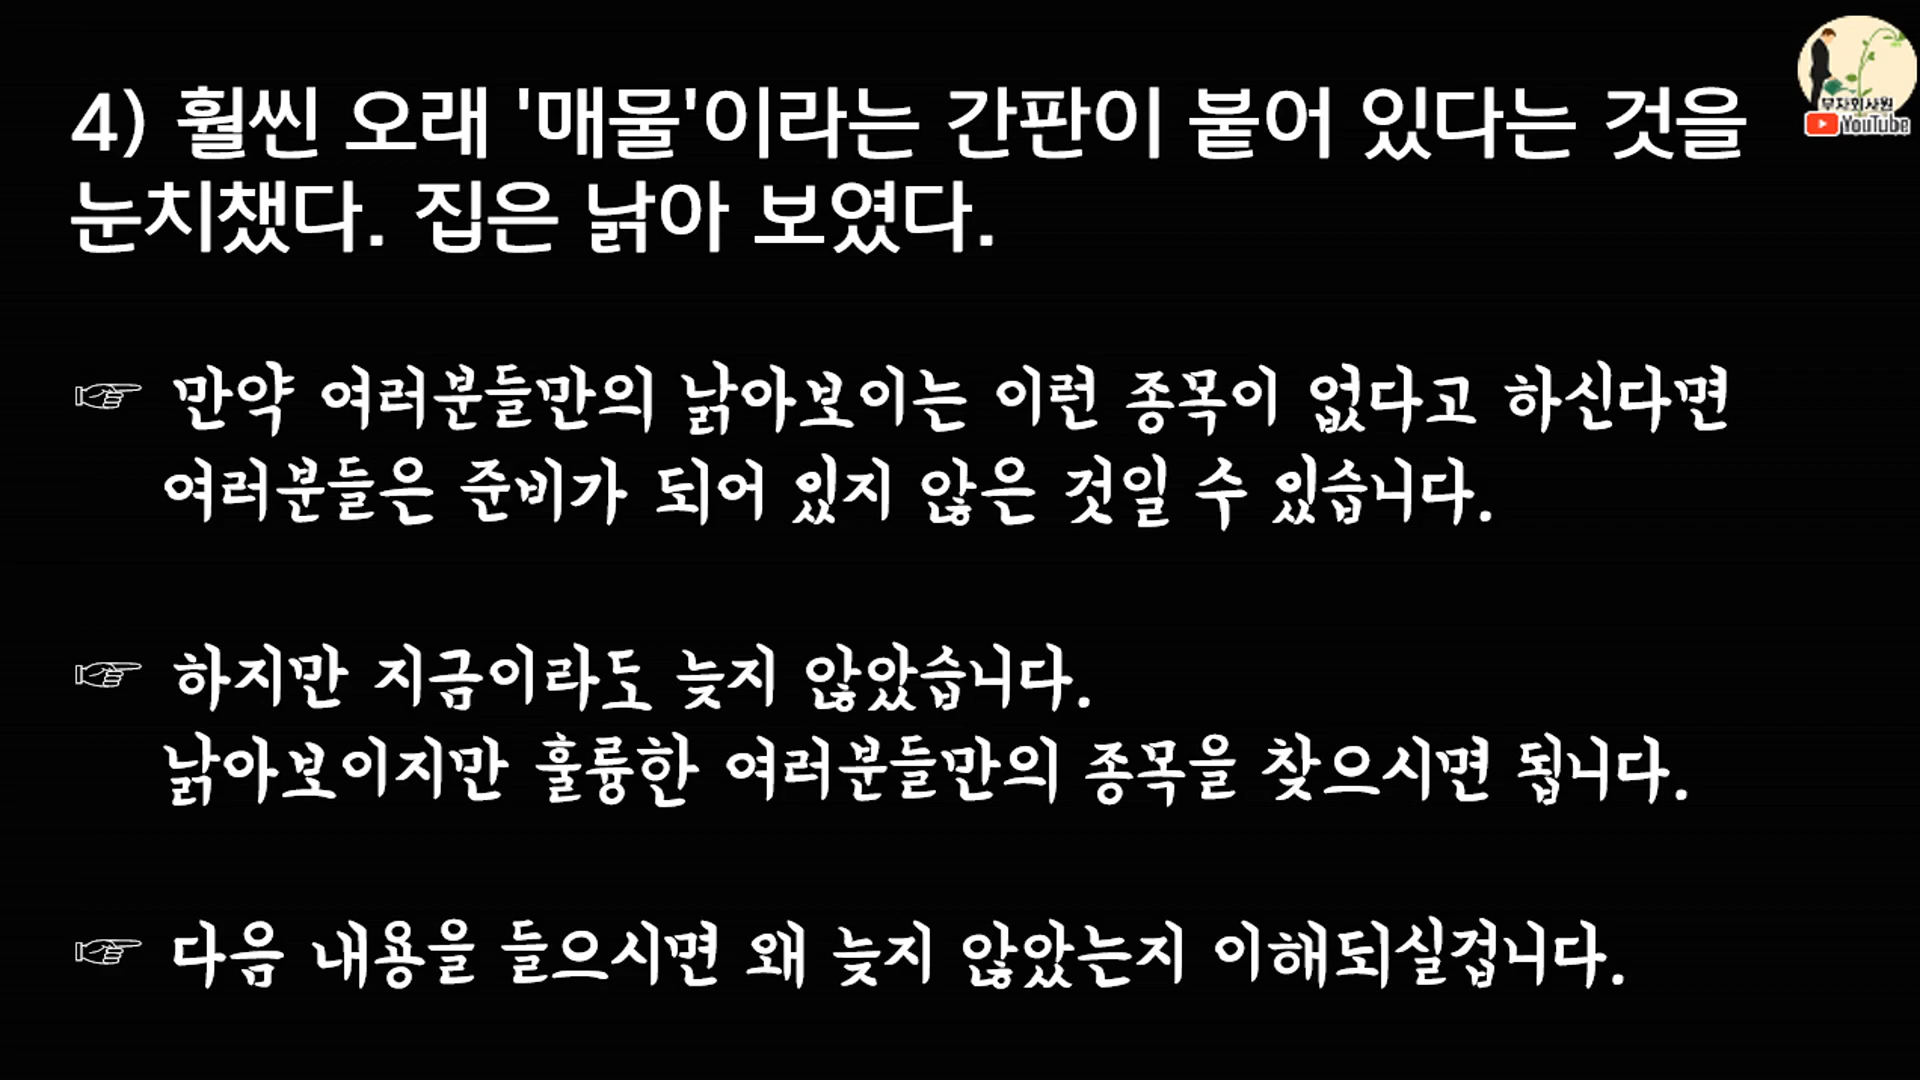 4) 훨씬 오래 '매물'이라는 간판이 붙어 있다는 것을
눈치챘다. 집은 낡아 보였다.
☞ 만약 여러분들만의 낡아보이는 이런 종목이 없다고 하신다면
여러분들은 준비가 되어 있지 않은 것일 수 있습니다.
☞ 하지만 지금이라도 늦지 않았습니다.
낡아보이지만 훌륭한 여러분들만의 종목을 찾으시면 됩니다.
☞ 다음 내용을 들으시면 왜 늦지 않았는지 이해되실겁니다.
부자회사원
YouTube